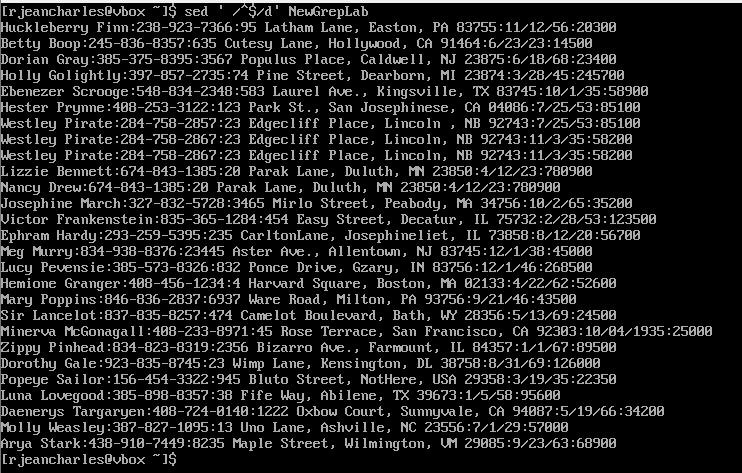 [rjeancharles@vbox ~]$ sed ' /^$/d' NewGrepLab
Huckleberry Finn:238-923-7366:95 Latham Lane, Easton, PA 83755:11/12/56:20300
Betty Boop:245-836-8357:635 Cutesy Lane, Hollywood, CA 91464:6/23/23:14500
Dorian Gray:385-375-8395:3567 Populus Place, Caldwell, NJ 23875:6/18/68:23400
Holly Golightly:397-857-2735:74 Pine Street, Dearborn, MI 23874:3/28/45:245700
Ebenezer Scrooge:548-834-2348:583 Laurel Ave., Kingsville, TX 83745:10/1/35:58900
Hester Prynne:408-253-3122:123 Park St., San Josephinese, CA 04086:7/25/53:85100
Westley Pirate:284-758-2857:23 Edgecliff Place, Lincoln , NB 92743:7/25/53:85100
Westley Pirate:284-758-2867:23 Edgecliff Place, Lincoln, NB 92743:11/3/35:58200
Westley Pirate:284-758-2867:23 Edgecliff Place, Lincoln, NB 92743:11/3/35:58200
Lizzie Bennett:674-843-1385:20 Parak Lane, Duluth, MN 23850:4/12/23:780900
Nancy Drew:674-843-1385:20 Parak Lane, Duluth, MN 23850:4/12/23:780900
Josephine March:327-832-5728:3465 Mirlo Street, Peabody, MA 34756:10/2/65:35200
Victor Frankenstein:835-365-1284:454 Easy Street, Decatur, IL 75732:2/28/53:123500
Ephram Hardy:293-259-5395:235 CarltonLane, Josephineliet, IL 73858:8/12/20:56700
Meg Murry:834-938-8376:23445 Aster Ave., Allentown, NJ 83745:12/1/38:45000
Lucy Pevensie:385-573-8326:832 Ponce Drive, Gzary, IN 83756:12/1/46:268500
Hemione Granger:408-456-1234:4 Harvard Square, Boston, MA 02133:4/22/62:52600
Mary Poppins:846-836-2837:6937 Ware Road, Milton, PA 93756:9/21/46:43500
Sir Lancelot:837-835-8257:474 Camelot Boulevard, Bath, WY 28356:5/13/69:24500
Minerva McGonagall:408-233-8971:45 Rose Terrace, San Francisco, CA 92303:10/04/1935:25000
Zippy Pinhead:834-823-8319:2356 Bizarro Ave., Farmount, IL 84357:1/1/67:89500
Dorothy Gale:923-835-8745:23 Wimp Lane, Kensington, DL 38758:8/31/69:126000
Popeye Sailor:156-454-3322:945 Bluto Street, NotHere, USA 29358:3/19/35:22350
Luna Lovegood:385-898-8357:38 Fife Way, Abilene, TX 39673:1/5/58:95600
Daenerys Targaryen:408-724-0140:1222 Oxbow Court, Sunnyvale, CA 94087:5/19/66:34200
Molly Weasley:387-827-1095:13 Uno Lane, Ashville, NC 23556:7/1/29:57000
Arya Stark:438-910-7449:8235 Maple Street, Wilmington, VM 29085:9/23/63:68900
[rjeancharles@vbox ~]$